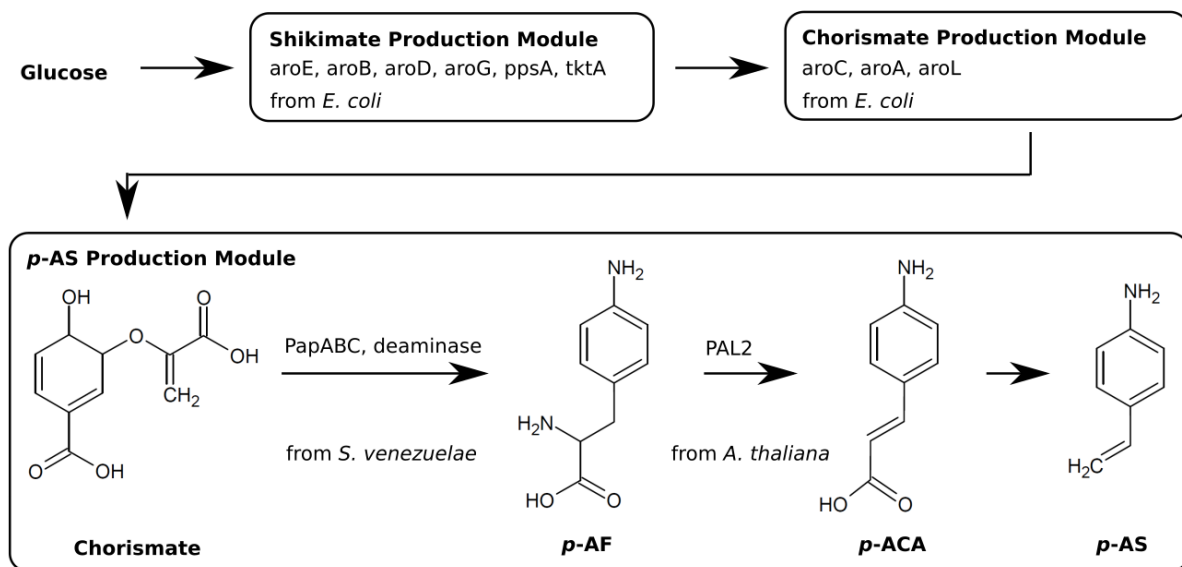 Glucose
Shikimate Production Module
aroE, aroB, aroD, aroG, ppsA, tktA
from E. coli
Chorismate Production Module
aroC, aroA, aroL
from E. coli
p-AS Production Module
OH
O
O
OH
CH2
O
OH
Chorismate
PapABC, deaminase
from S. venezuelae
NH2
H2N
HO
O
p-AF
PAL2
from A. thaliana
NH2
HO
O
p-ACA
NH2
H2C
p-AS